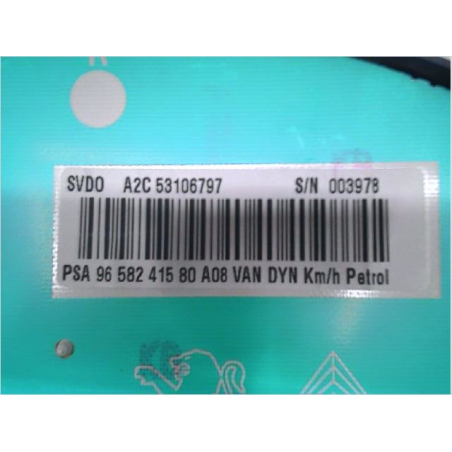 SVDO A2C 53106797 S/N 003978
PSA 96 582 415 80 A08 VAN DYN Km/h Petrol